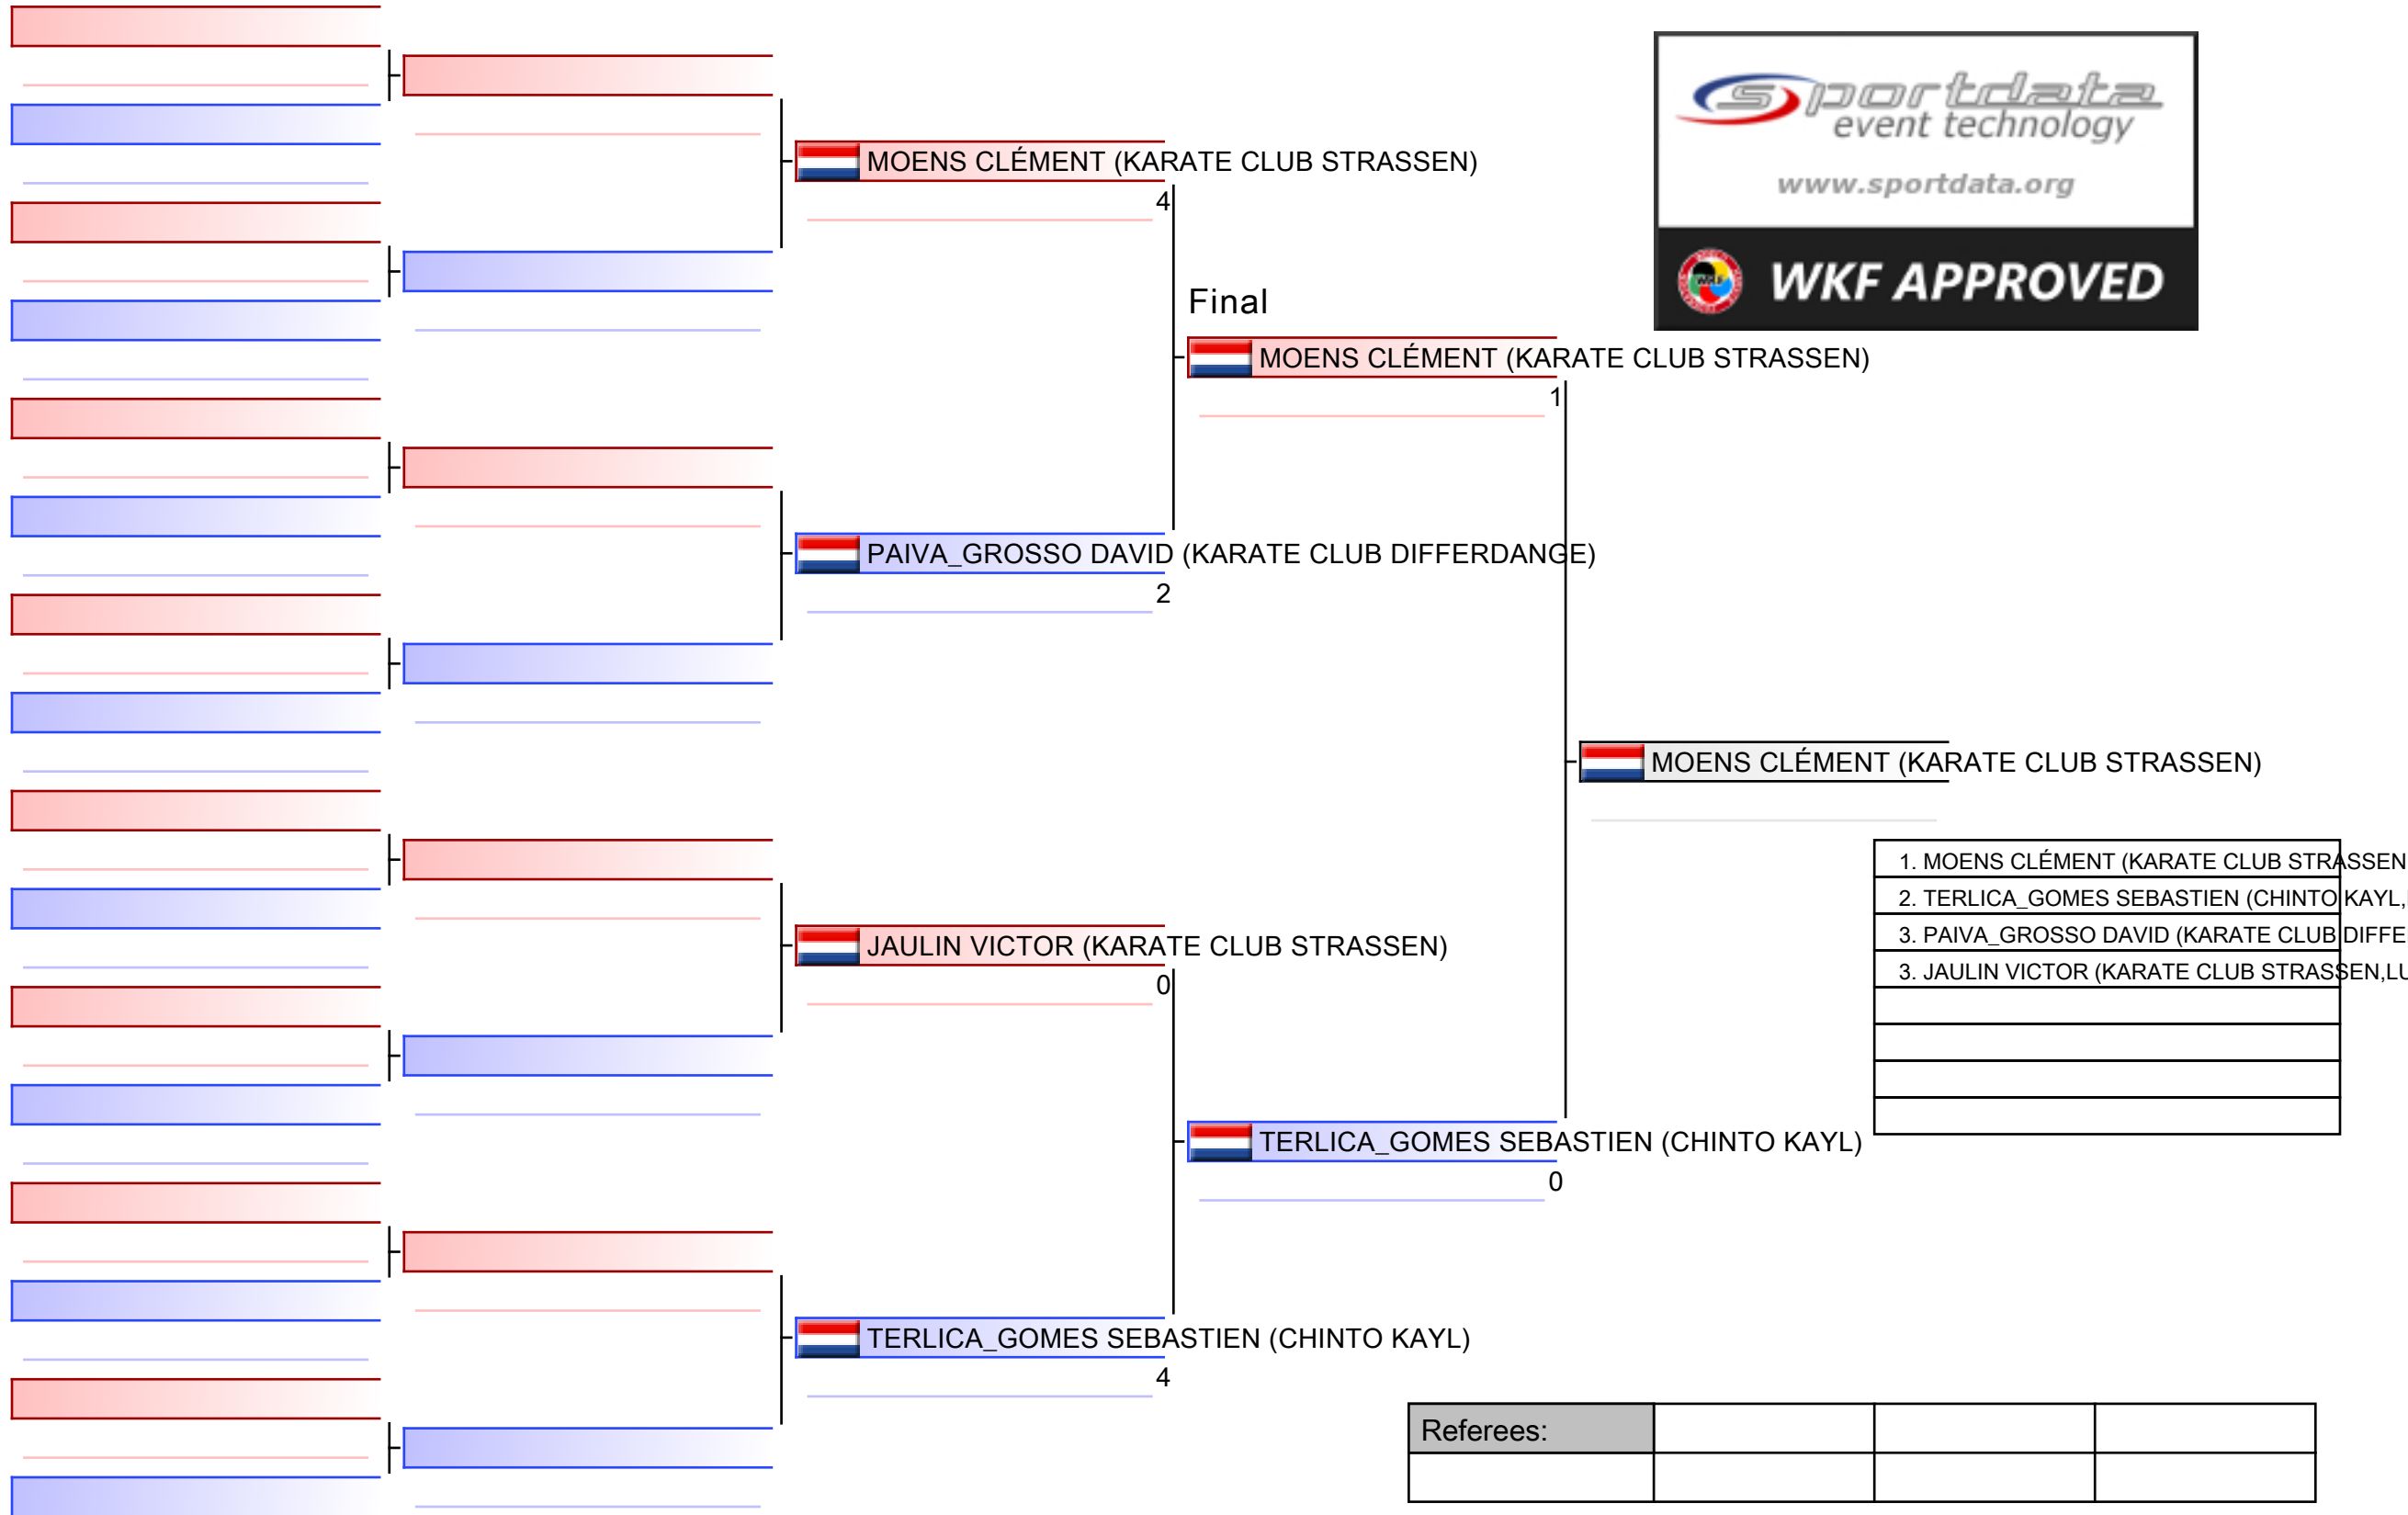 sportdata
event technology
www.sportdata.org
WKF APPROVED
MOENS CLÉMENT (KARATE CLUB STRASSEN)
4
Final
MOENS CLÉMENT (KARATE CLUB STRASSEN)
1
PAIVA_GROSSO DAVID (KARATE CLUB DIFFERDANGE)
2
MOENS CLÉMENT (KARATE CLUB STRASSEN)
1. MOENS CLÉMENT (KARATE CLUB STRASSEN
2. TERLICA_GOMES SEBASTIEN (CHINTO KAYL,
3. PAIVA_GROSSO DAVID (KARATE CLUB DIFFE
3. JAULIN VICTOR (KARATE CLUB STRASSEN,LU
JAULIN VICTOR (KARATE CLUB STRASSEN)
0
TERLICA_GOMES SEBASTIEN (CHINTO KAYL)
0
TERLICA_GOMES SEBASTIEN (CHINTO KAYL)
4
Referees: